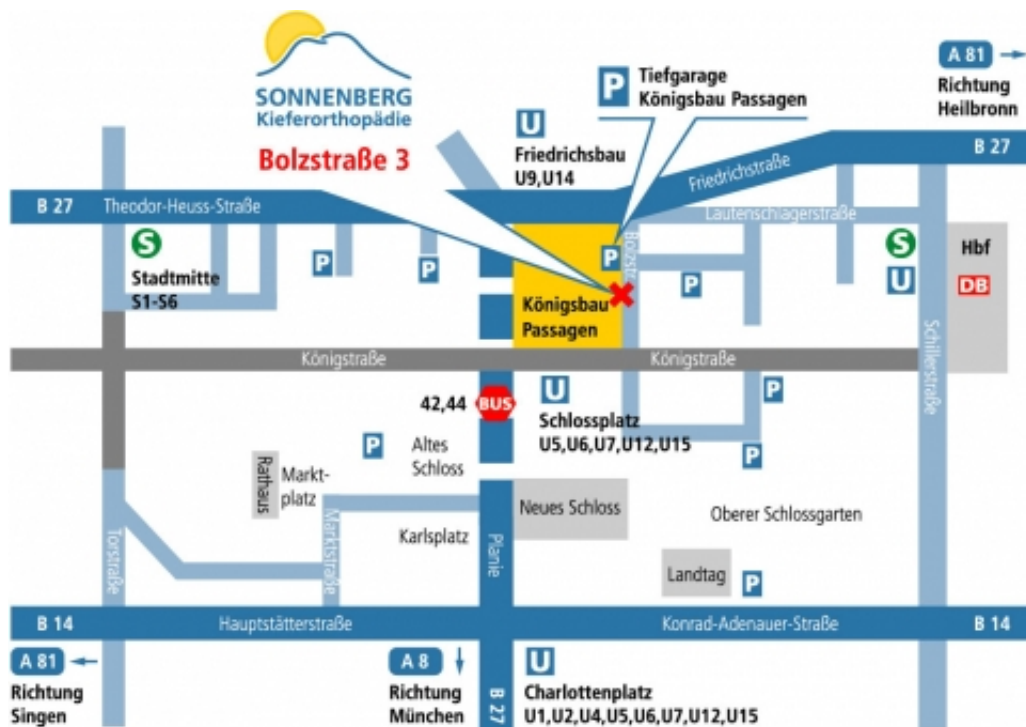 SONNENBERG
Kieferorthopädie
Bolzstraße 3
U
Friedrichsbau
U9,U14
P
Tiefgarage
Königsbau Passagen
A 81
Richtung
Heilbronn
B 27
Friedrichstraße
B 27
Theodor-Heuss-Straße
Lautenschlagerstraße
S
Stadtmitte
S1-S6
P
P
P
Bolzstr.
P
S
U
Hbf
DB
Königsbau
Passagen
Schillerstraße
Königstraße
Königstraße
42,44
BUS
U
Schlossplatz
U5,U6,U7,U12,U15
P
P
P
Altes
Schloss
Rathaus
Markt-
platz
Marktstraße
Karlsplatz
Neues Schloss
Oberer Schlossgarten
Torstraße
Planie
Landtag
P
B 14
Hauptstätterstraße
Konrad-Adenauer-Straße
B 14
A 81
Richtung
Singen
A 8
Richtung
München
B 27
U
Charlottenplatz
U1,U2,U4,U5,U6,U7,U12,U15